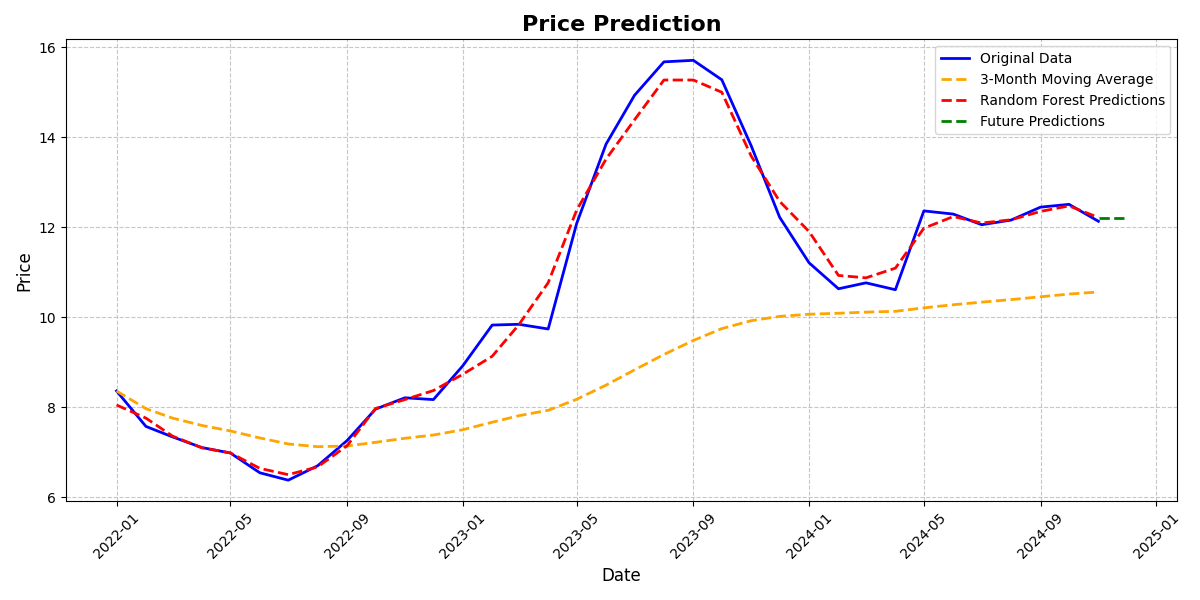 Price Prediction
Original Data
3-Month Moving Average
Random Forest Predictions
Future Predictions
Price
16
14
12
10
8
6
2022-01
2022-05
2022-09
2023-01
2023-05
2023-09
2024-01
2024-05
2024-09
2025-01
Date